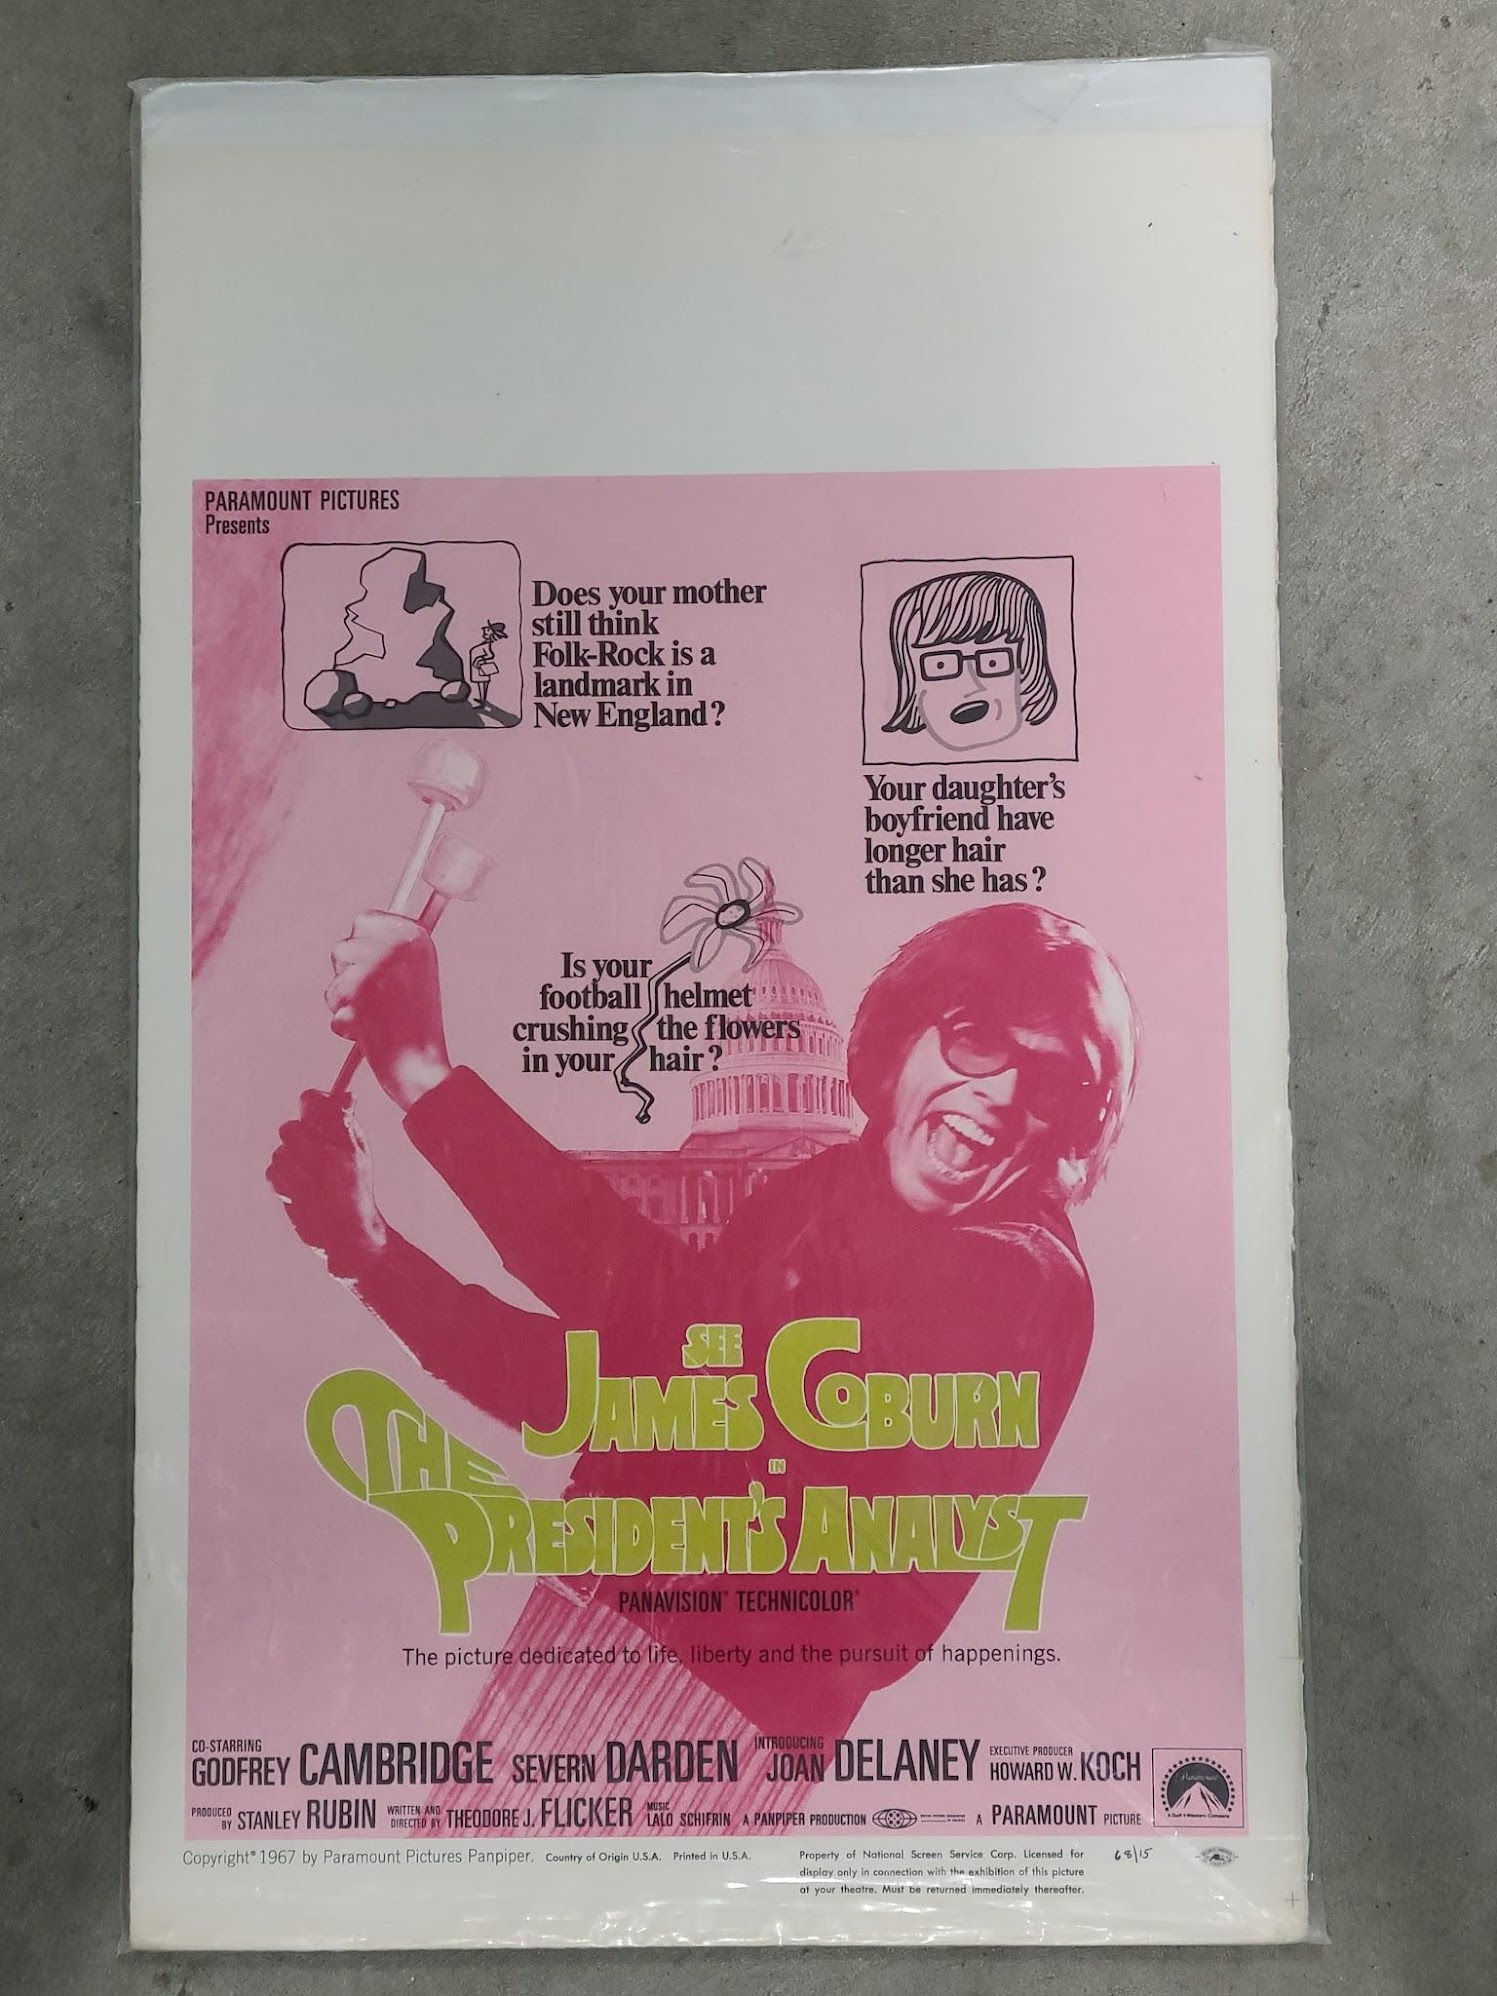 PARAMOUNT PICTURES
Presents
Does your mother
still think
Folk-Rock is a
landmark in
New England?
Your daughter's
boyfriend have
longer hair
than she has?
Is your
football helmet
crushing the flowers
in your hair?
SEE
JAMES COBURN
IN
THE
PRESIDENT'S ANALYST
PANAVISION® TECHNICOLOR®
The picture dedicated to life, liberty and the pursuit of happenings.
CO-STARRING
GODFREY CAMBRIDGE SEVERN DARDEN INTRODUCING JOAN DELANEY EXECUTIVE PRODUCER HOWARD W. KOCH
PRODUCED BY STANLEY RUBIN WRITTEN AND DIRECTED BY THEODORE J. FLICKER MUSIC LALO SCHIFRIN A PANPIPER PRODUCTION A PARAMOUNT PICTURE
Paramount
A Gulf + Western Company
Copyright © 1967 by Paramount Pictures Panpiper. Country of Origin U.S.A. Printed in U.S.A.
Property of National Screen Service Corp. Licensed for
display only in connection with the exhibition of this picture
at your theatre. Must be returned immediately thereafter.
68/15